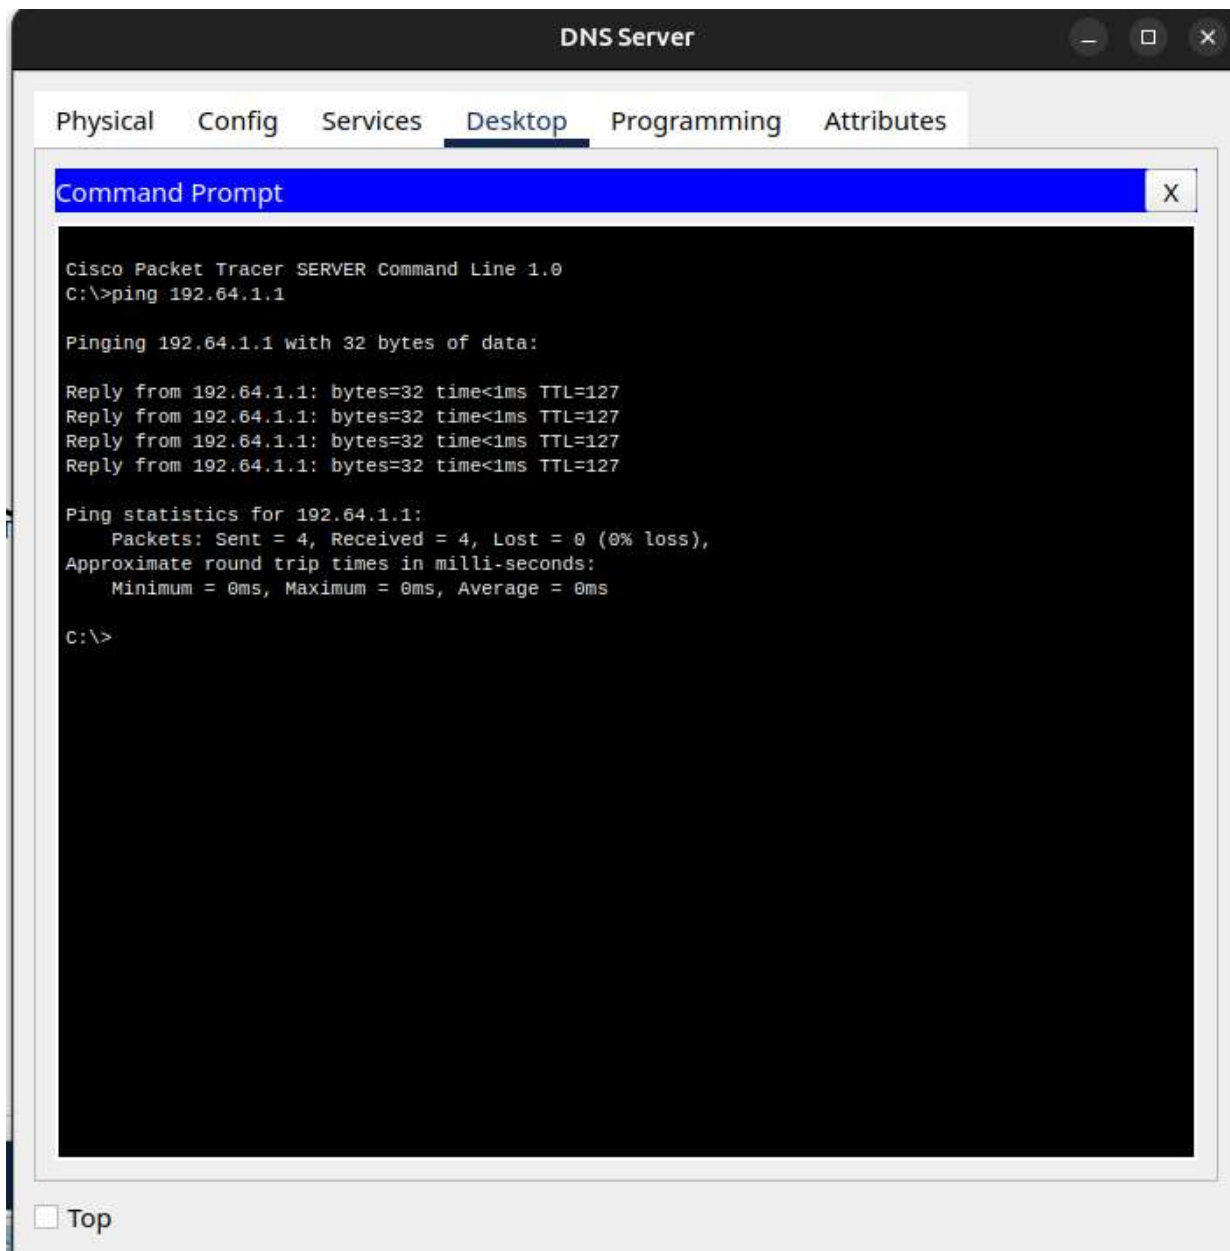 DNS Server
Physical Config Services Desktop Programming Attributes
Command Prompt X
Cisco Packet Tracer SERVER Command Line 1.0
C:\>ping 192.64.1.1
Pinging 192.64.1.1 with 32 bytes of data:
Reply from 192.64.1.1: bytes=32 time<1ms TTL=127
Reply from 192.64.1.1: bytes=32 time<1ms TTL=127
Reply from 192.64.1.1: bytes=32 time<1ms TTL=127
Reply from 192.64.1.1: bytes=32 time<1ms TTL=127
Ping statistics for 192.64.1.1:
    Packets: Sent = 4, Received = 4, Lost = 0 (0% loss),
Approximate round trip times in milli-seconds:
    Minimum = 0ms, Maximum = 0ms, Average = 0ms
C:\>
Top